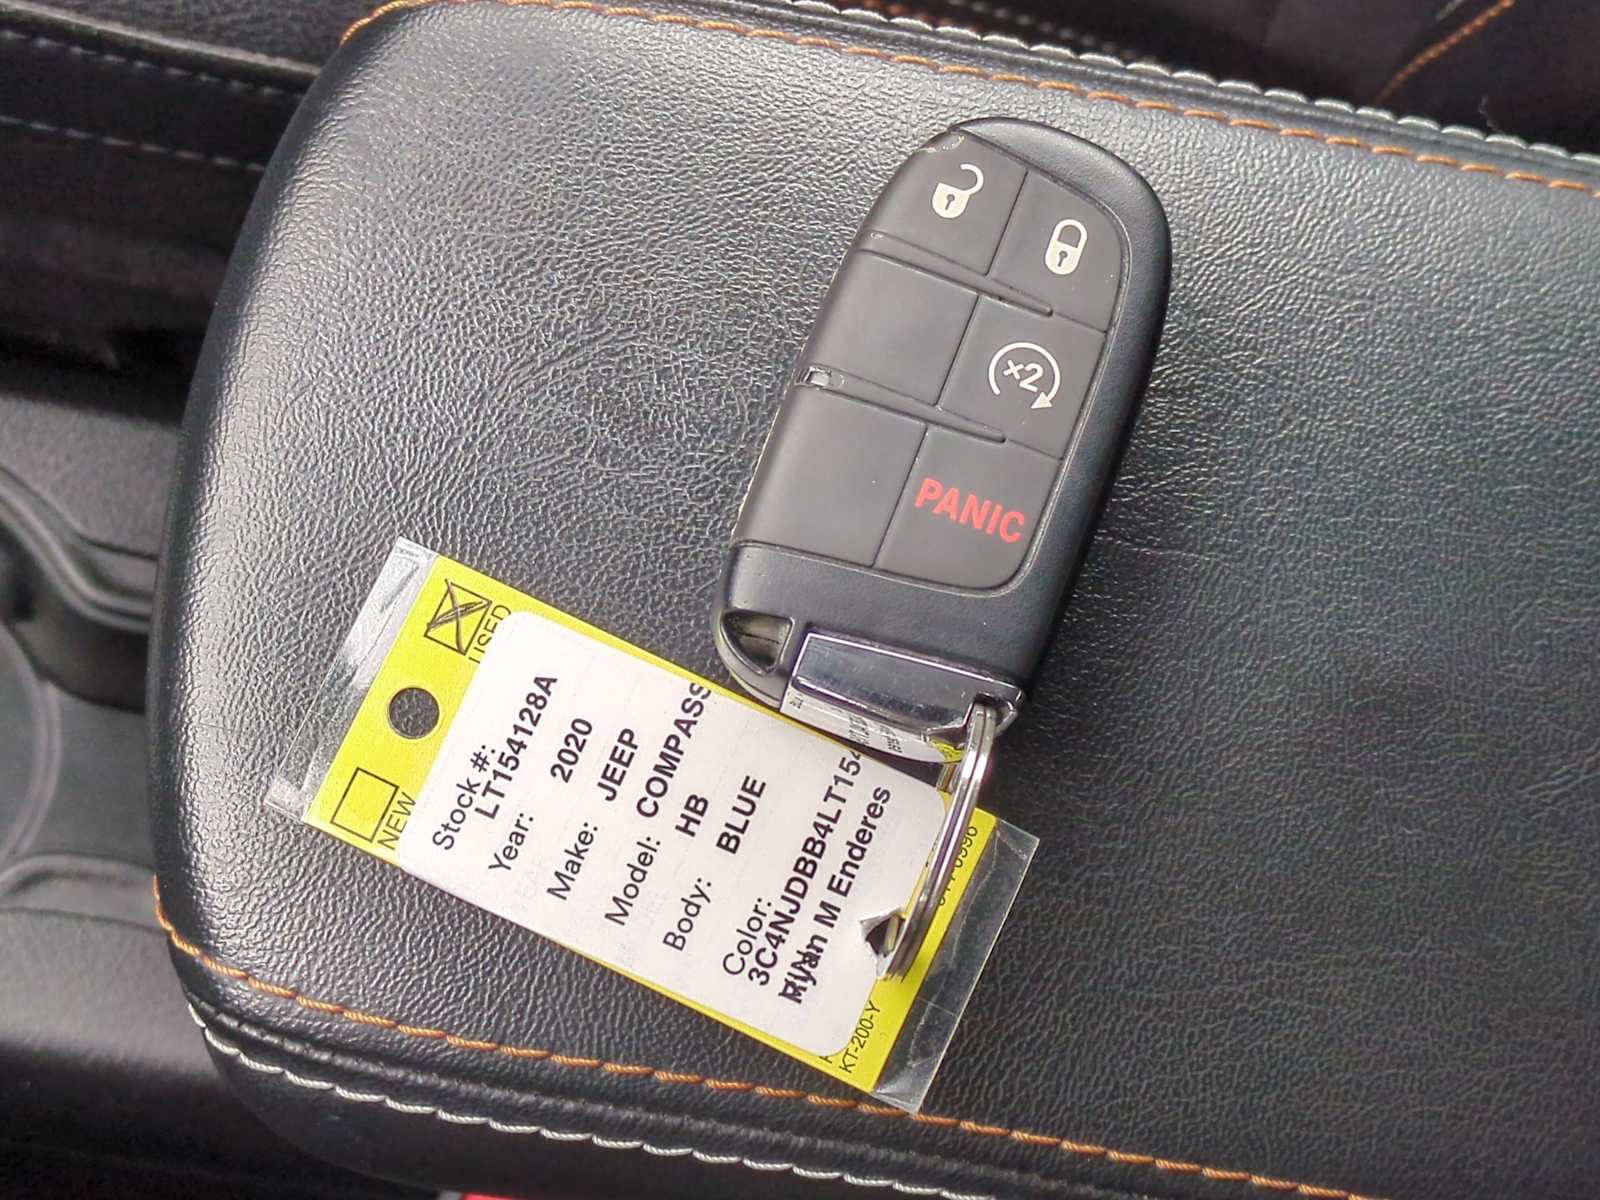 ×2
PANIC
USED
NEW
Stock #:
LT154128A
Year: 2020
Make: JEEP
Model: COMPASS
Body: HB
Color: BLUE
3C4NJDBB4LT154
Ryan M Enderes
KT-200-Y